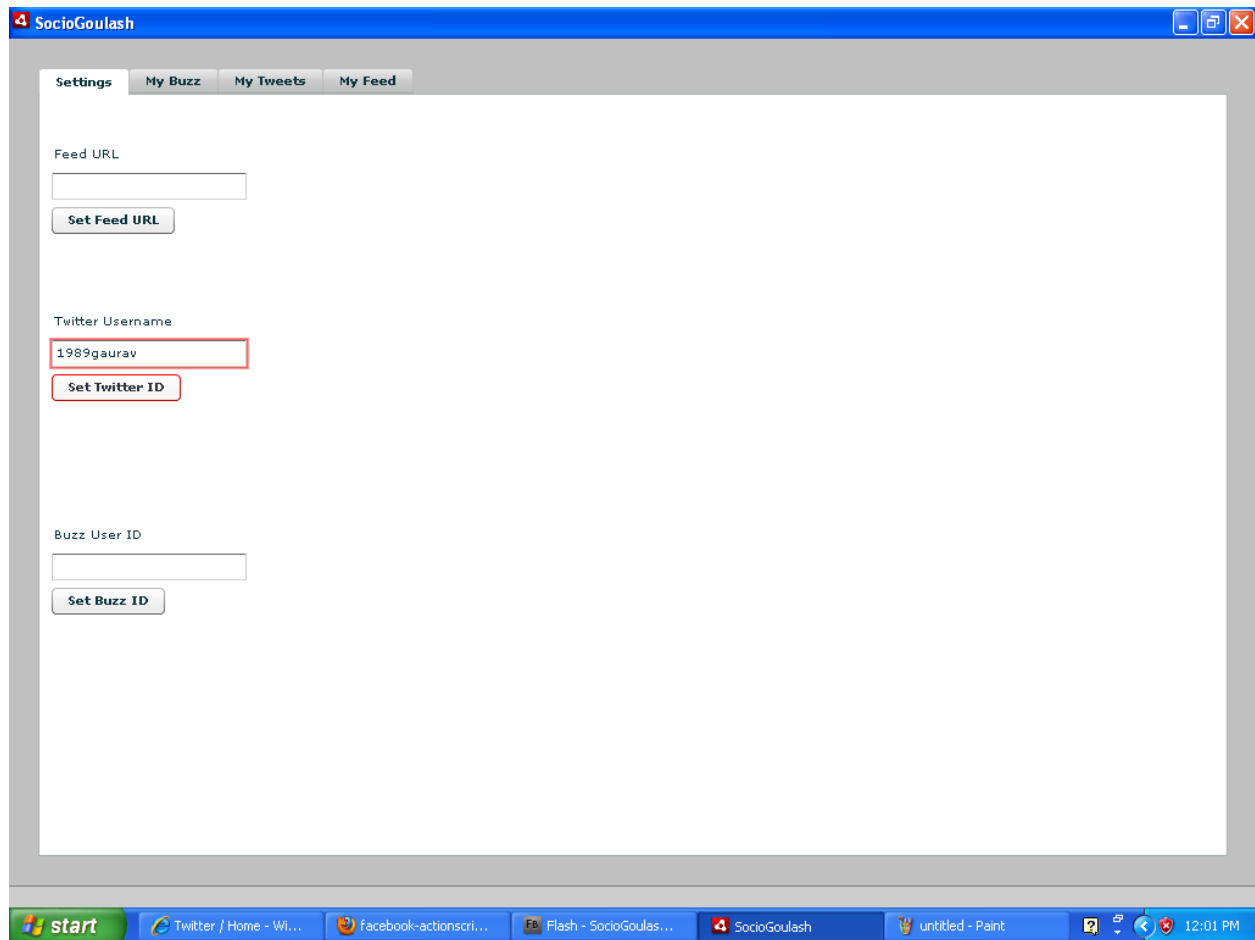 SocioGoulash
Settings My Buzz My Tweets My Feed
Feed URL
Set Feed URL
Twitter Username
1989gaurav
Set Twitter ID
Buzz User ID
Set Buzz ID
start Twitter / Home - Wi... facebook-actionscri... Flash - SocioGoulas... SocioGoulash untitled - Paint 12:01 PM